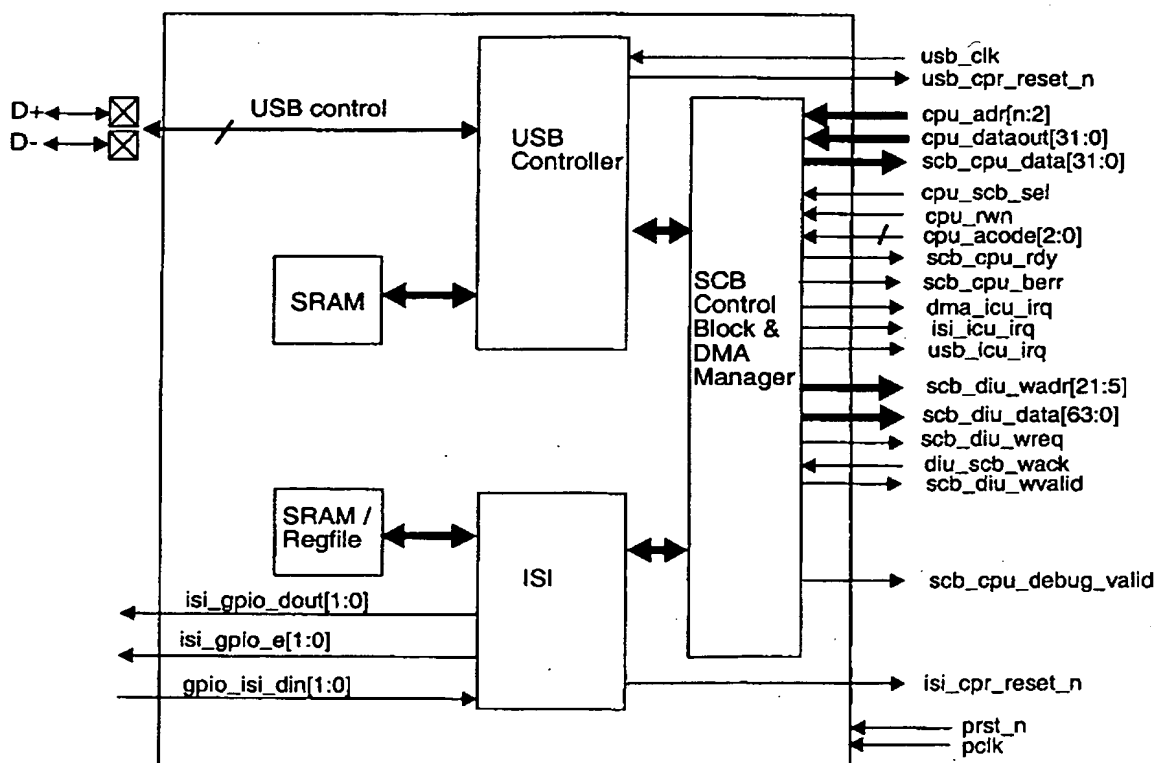 usb_clk
usb_cpr_reset_n
D+
D-
USB control
USB
Controller
cpu_adr[n:2]
cpu_dataout[31:0]
scb_cpu_data[31:0]
cpu_scb_sel
cpu_rwn
cpu_acode[2:0]
scb_cpu_rdy
scb_cpu_berr
dma_icu_irq
isi_icu_irq
usb_icu_irq
SRAM
SCB
Control
Block &
DMA
Manager
scb_diu_wadr[21:5]
scb_diu_data[63:0]
scb_diu_wreq
diu_scb_wack
scb_diu_wvalid
SRAM /
Regfile
ISI
scb_cpu_debug_valid
isi_gpio_dout[1:0]
isi_gpio_e[1:0]
gpio_isi_din[1:0]
isi_cpr_reset_n
prst_n
pclk